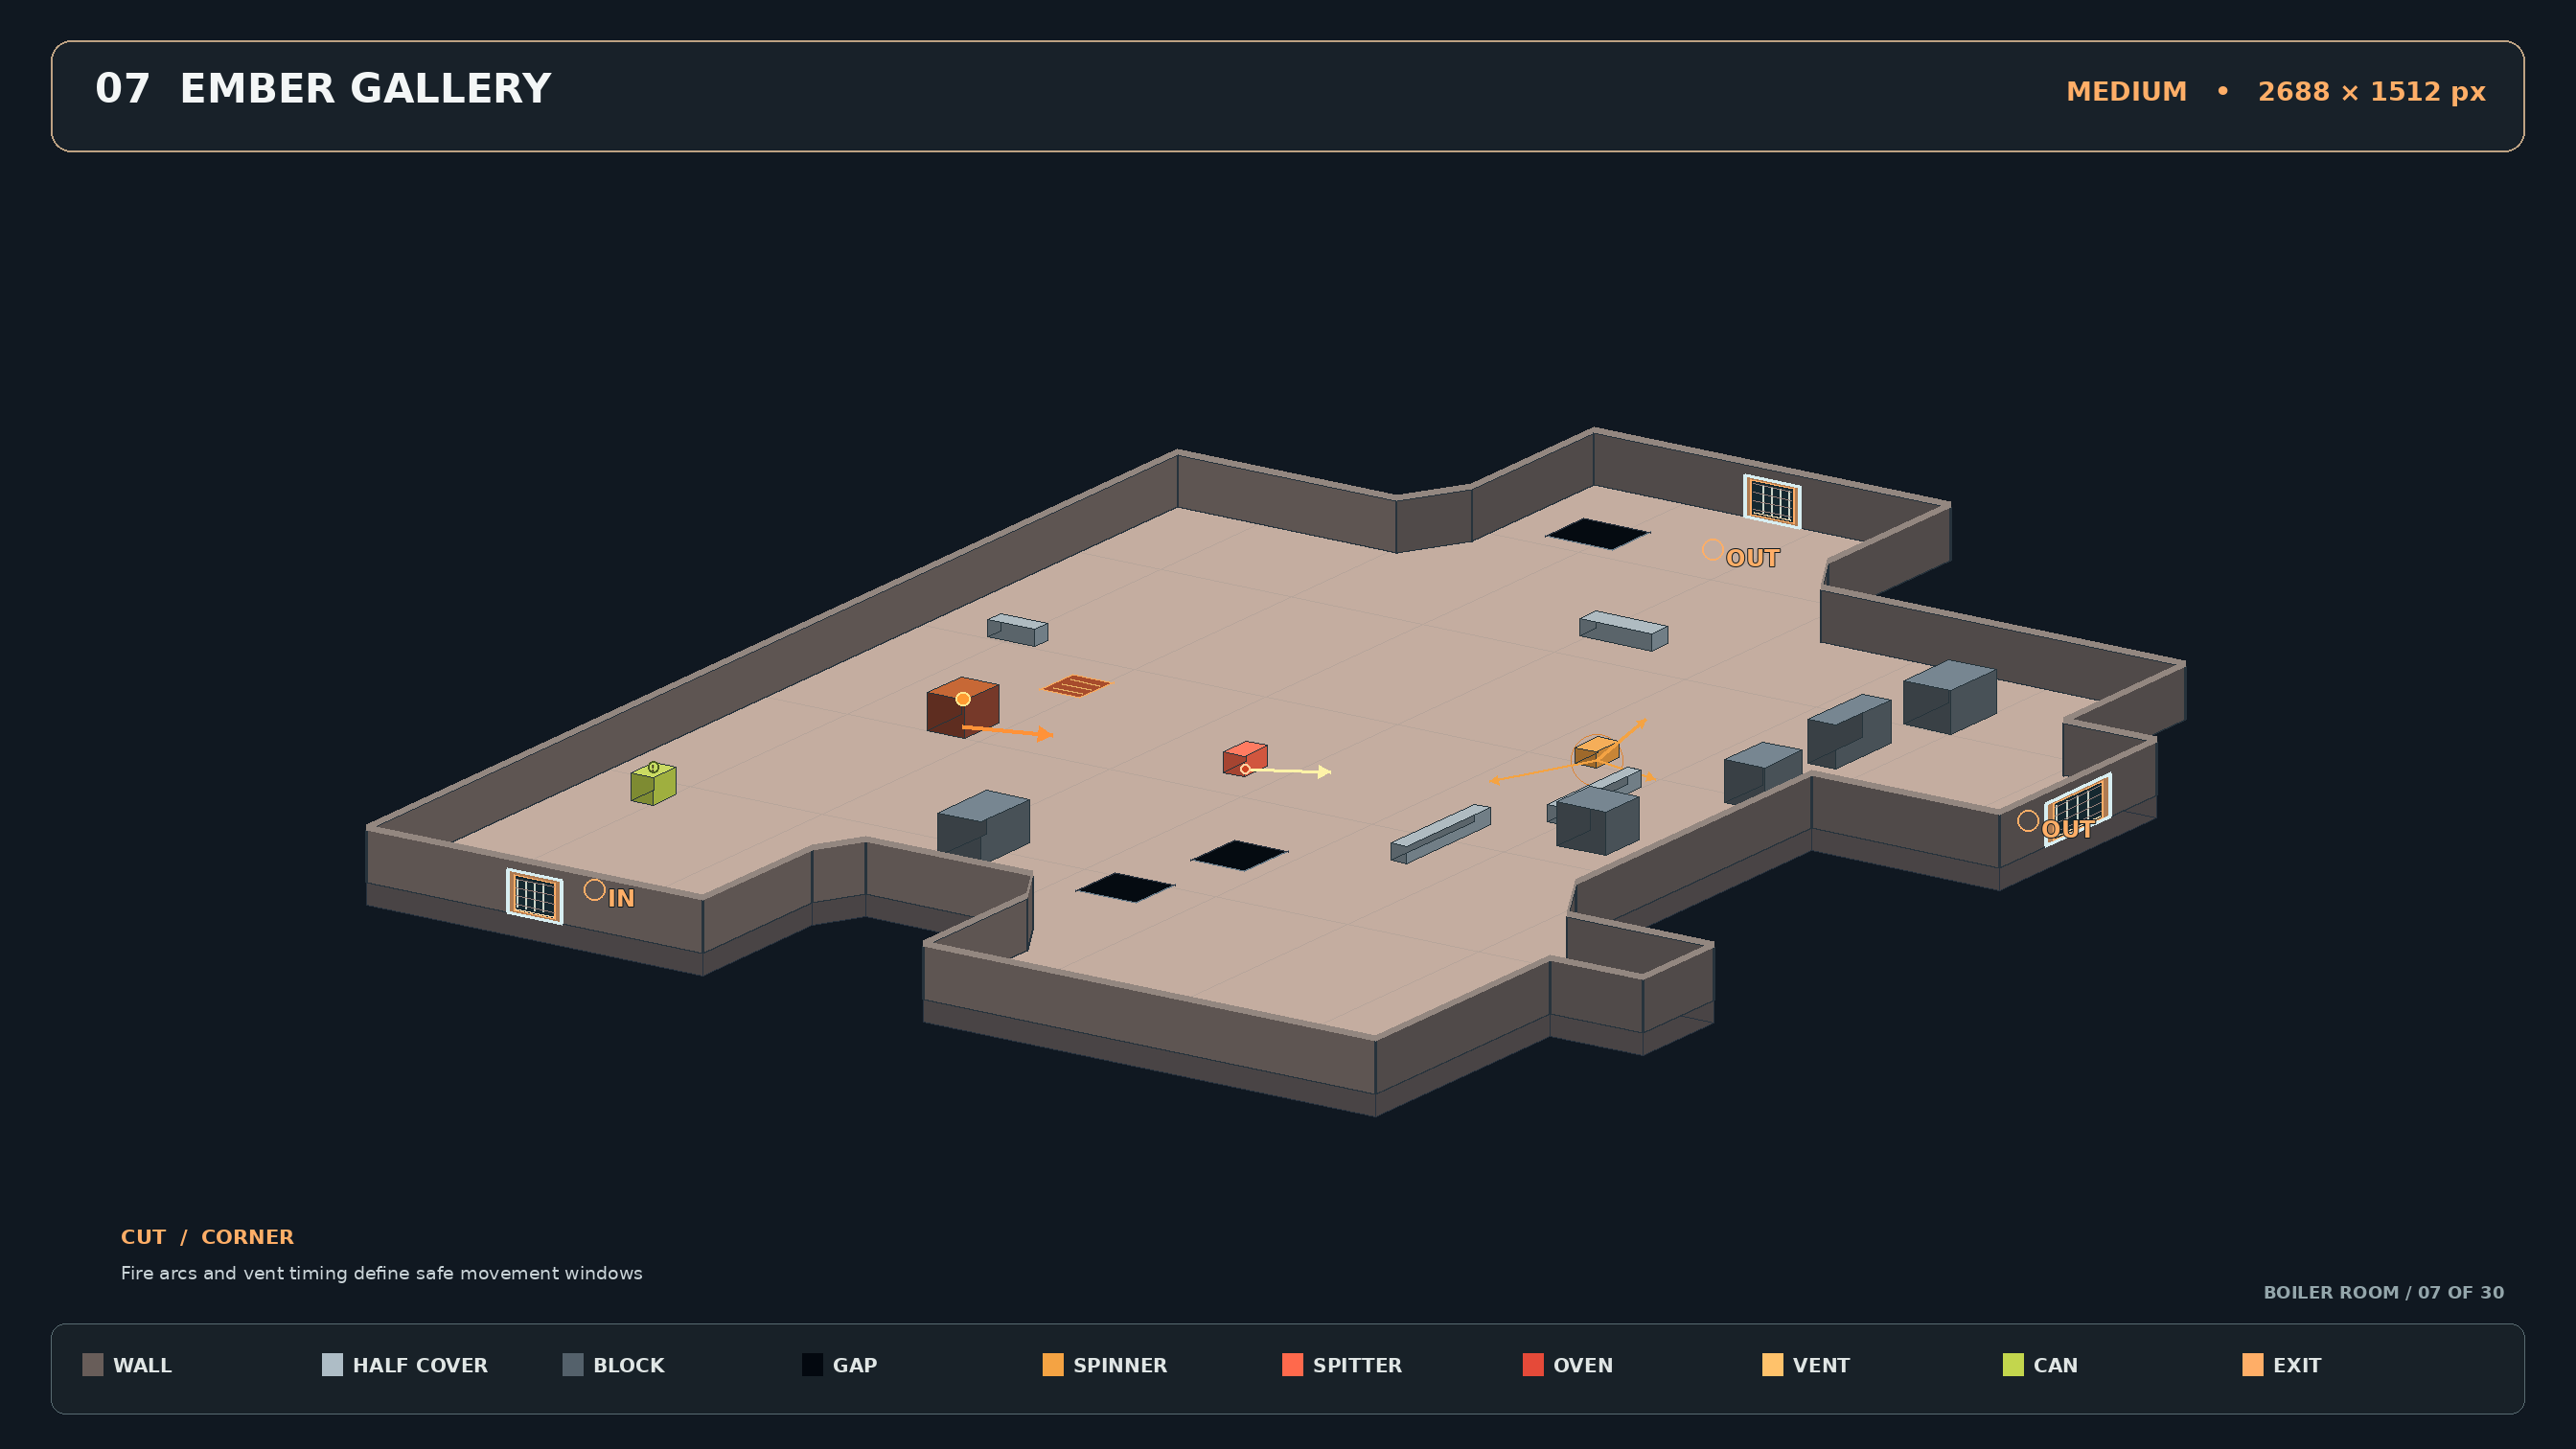 07 EMBER GALLERY
MEDIUM • 2688 × 1512 px
OUT
OUT
IN
CUT / CORNER
Fire arcs and vent timing define safe movement windows
BOILER ROOM / 07 OF 30
WALL
HALF COVER
BLOCK
GAP
SPINNER
SPITTER
OVEN
VENT
CAN
EXIT